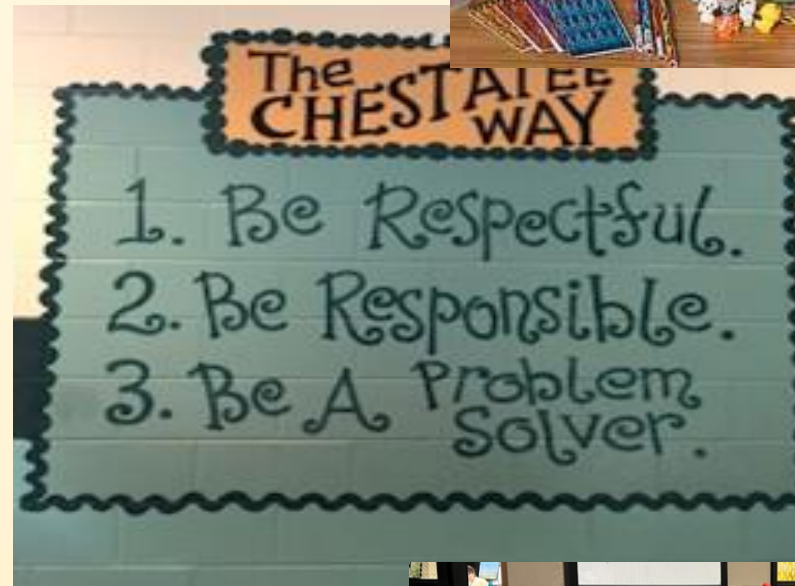 The
CHESTATEE
WAY
1. Be Respectful.
2. Be Responsible.
3. Be A Problem
Solver.